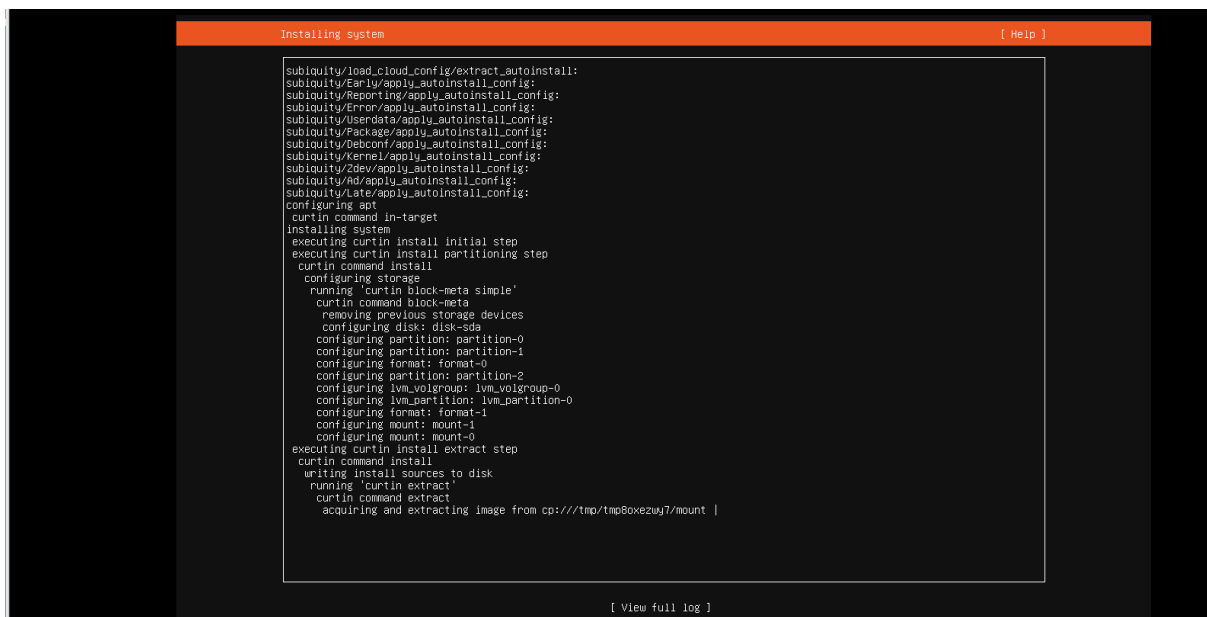 Installing system [ Help ]
subiquity/load_cloud_config/extract_autoinstall:
subiquity/Early/apply_autoinstall_config:
subiquity/Reporting/apply_autoinstall_config:
subiquity/Error/apply_autoinstall_config:
subiquity/Userdata/apply_autoinstall_config:
subiquity/Package/apply_autoinstall_config:
subiquity/Debconf/apply_autoinstall_config:
subiquity/Kernel/apply_autoinstall_config:
subiquity/Zdev/apply_autoinstall_config:
subiquity/Ad/apply_autoinstall_config:
subiquity/Late/apply_autoinstall_config:
configuring apt
curtin command in-target
installing system
executing curtin install initial step
executing curtin install partitioning step
curtin command install
configuring storage
running 'curtin block-meta simple'
curtin command block-meta
removing previous storage devices
configuring disk: disk-sda
configuring partition: partition-0
configuring partition: partition-1
configuring format: format-0
configuring partition: partition-2
configuring lvm_volgroup: lvm_volgroup-0
configuring lvm_partition: lvm_partition-0
configuring format: format-1
configuring mount: mount-1
configuring mount: mount-0
executing curtin install extract step
curtin command install
writing install sources to disk
running 'curtin extract'
curtin command extract
acquiring and extracting image from cp:///tmp/tmp8oxezwy7/mount |
[ View full log ]